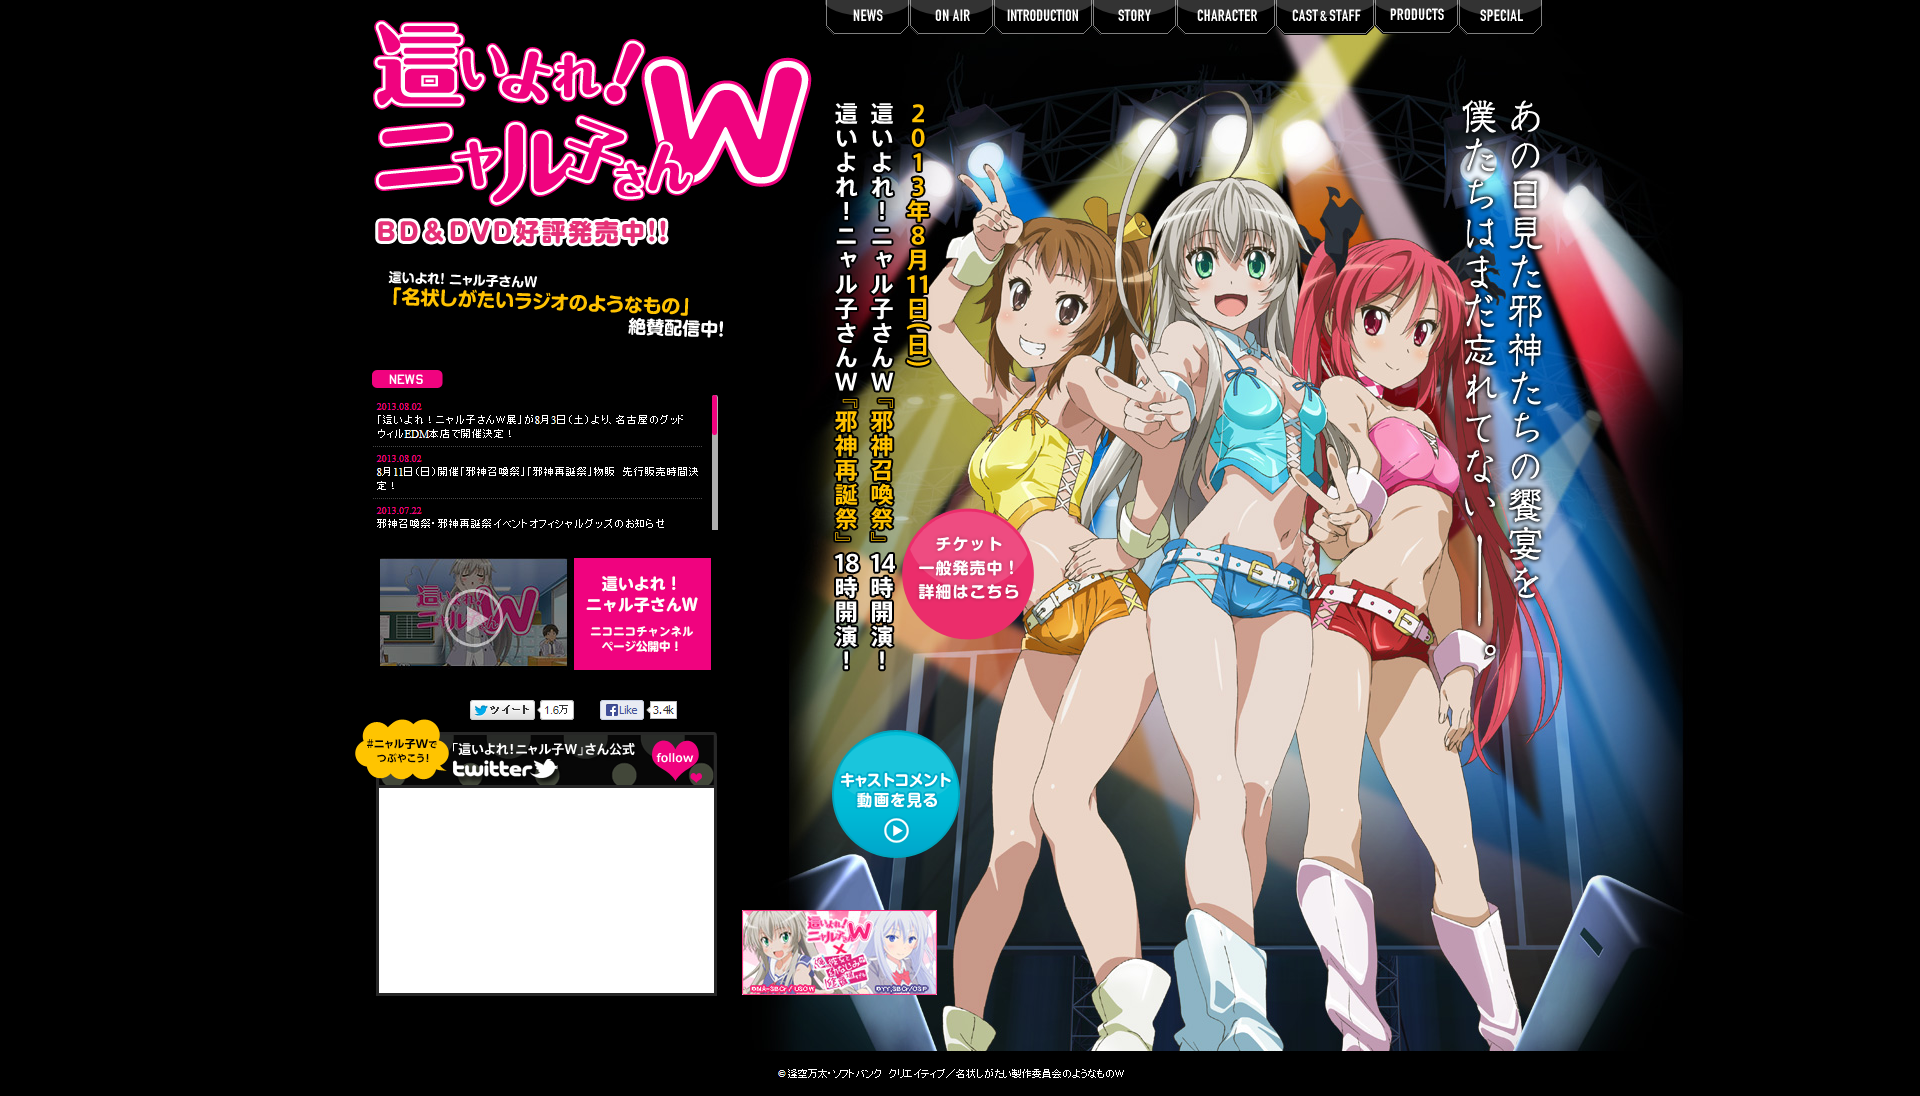 NEWS
ON AIR
INTRODUCTION
STORY
CHARACTER
CAST & STAFF
PRODUCTS
SPECIAL
這いよれ!
ニャル子さんW
BD&DVD好評発売中!!
這いよれ! ニャル子さんW
「名状しがたいラジオのようなもの」
絶賛配信中!
NEWS
2013.08.02
「這いよれ！ニャル子さんW展」が8月3日（土）より、名古屋のグッド
ウィルEDM本店で開催決定！
2013.08.02
8月11日（日）開催「邪神召喚祭」「邪神再誕祭」物販　先行販売時間決
定！
2013.07.22
邪神召喚祭・邪神再誕祭イベントオフィシャルグッズのお知らせ
這いよれ!
ニャル子さんW
這いよれ！
ニャル子さんW
ニコニコチャンネル
ページ公開中！
ツイート
1.6万
Like
3.4k
#ニャル子Wで
つぶやこう!
「這いよれ!ニャル子W」さん公式
twitter
follow
2013年8月11日(日)
這いよれ！ニャル子さんW『邪神召喚祭』14時開演！
這いよれ！ニャル子さんW『邪神再誕祭』18時開演！
チケット
一般発売中！
詳細はこちら
キャストコメント
動画を見る
あの日見た邪神たちの饗宴を
僕たちはまだ忘れてない――。
這いよれ!
ニャル子さんW
×
©MA-SBCr/USOW
©YY,SBCr/OSP
©逢空万太・ソフトバンク　クリエイティブ／名状しがたい製作委員会のようなものW